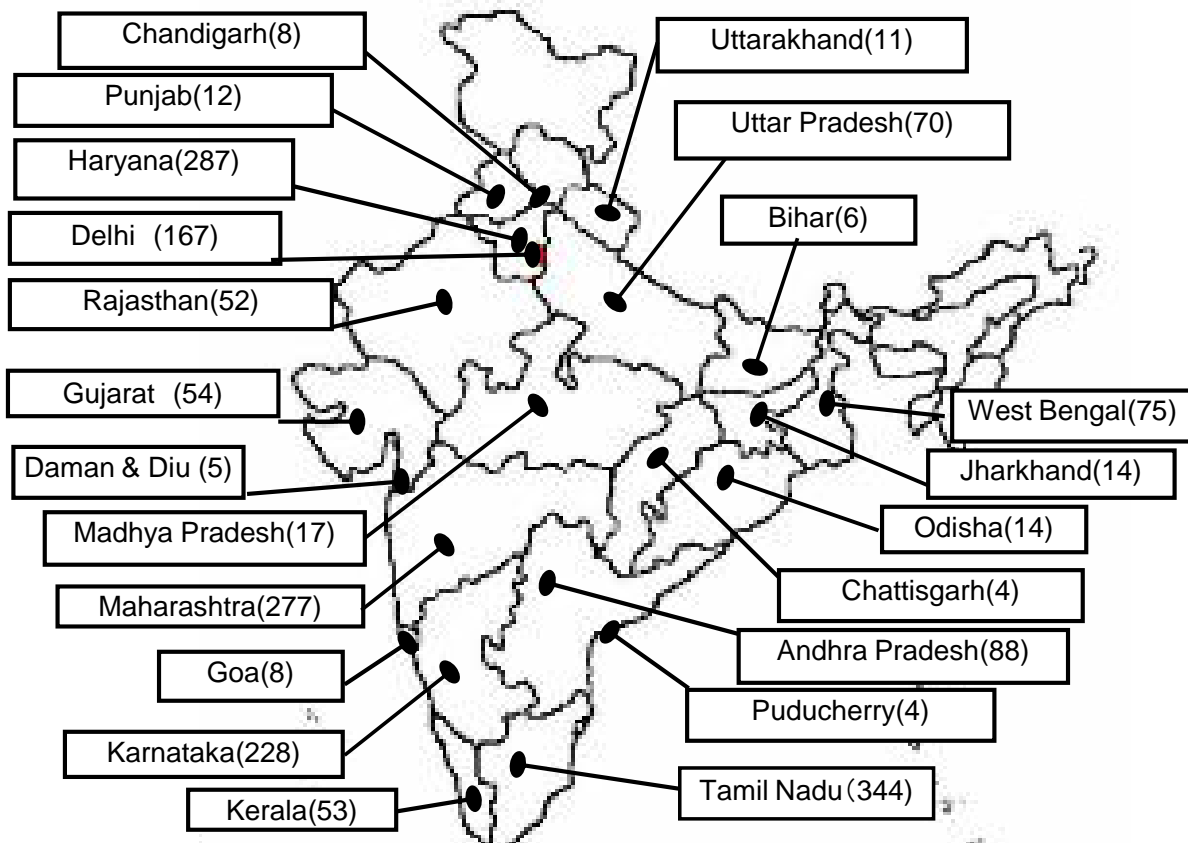 Chandigarh(8)
Punjab(12)
Haryana(287)
Delhi (167)
Rajasthan(52)
Gujarat (54)
Daman & Diu (5)
Madhya Pradesh(17)
Maharashtra(277)
Goa(8)
Karnataka(228)
Kerala(53)
Uttarakhand(11)
Uttar Pradesh(70)
Bihar(6)
West Bengal(75)
Jharkhand(14)
Odisha(14)
Chattisgarh(4)
Andhra Pradesh(88)
Puducherry(4)
Tamil Nadu(344)